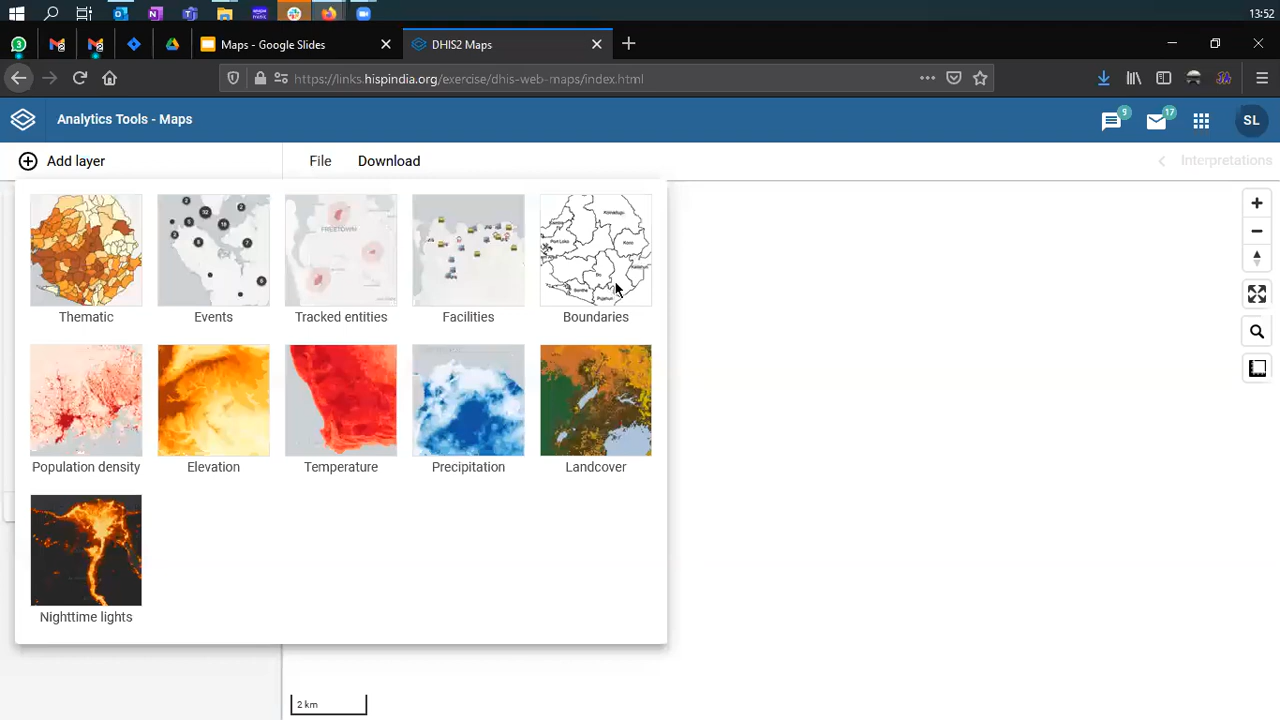 13:52
Maps - Google Slides
DHIS2 Maps
https://links.hispindia.org/exercise/dhis-web-maps/index.html
Analytics Tools - Maps
9
17
SL
Add layer
File
Download
Interpretations
FREETOWN
Thematic
Events
Tracked entities
Facilities
Boundaries
Population density
Elevation
Temperature
Precipitation
Landcover
Nighttime lights
2 km